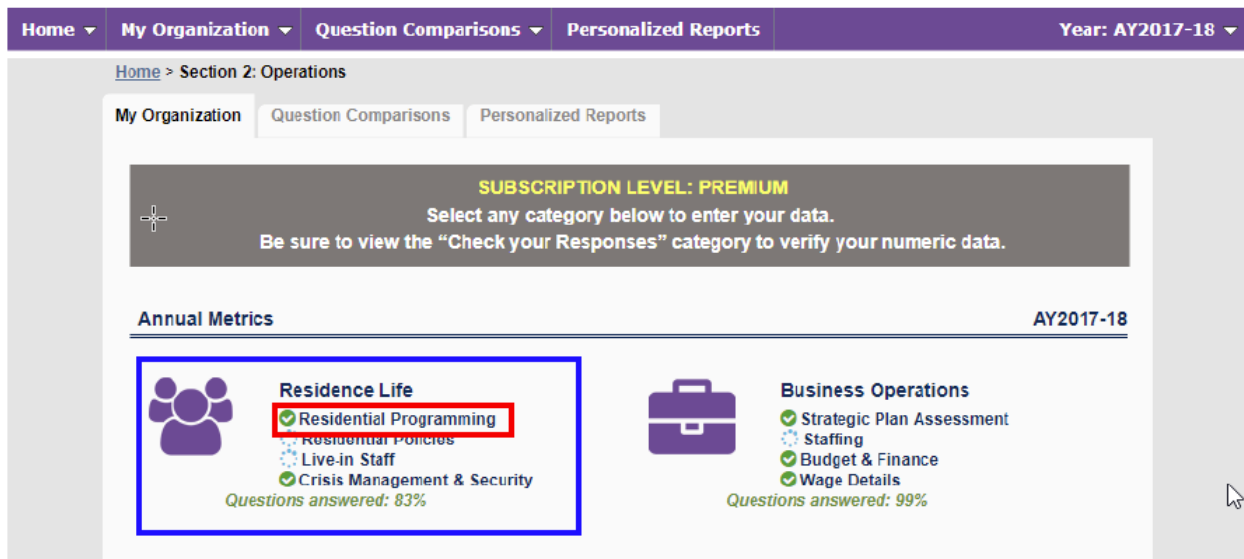 Home My Organization Question Comparisons Personalized Reports Year: AY2017-18
Home > Section 2: Operations
My Organization Question Comparisons Personalized Reports
SUBSCRIPTION LEVEL: PREMIUM
Select any category below to enter your data.
Be sure to view the “Check your Responses” category to verify your numeric data.
Annual Metrics AY2017-18
Residence Life
Residential Programming
Residential Policies
Live-in Staff
Crisis Management & Security
Questions answered: 83%
Business Operations
Strategic Plan Assessment
Staffing
Budget & Finance
Wage Details
Questions answered: 99%